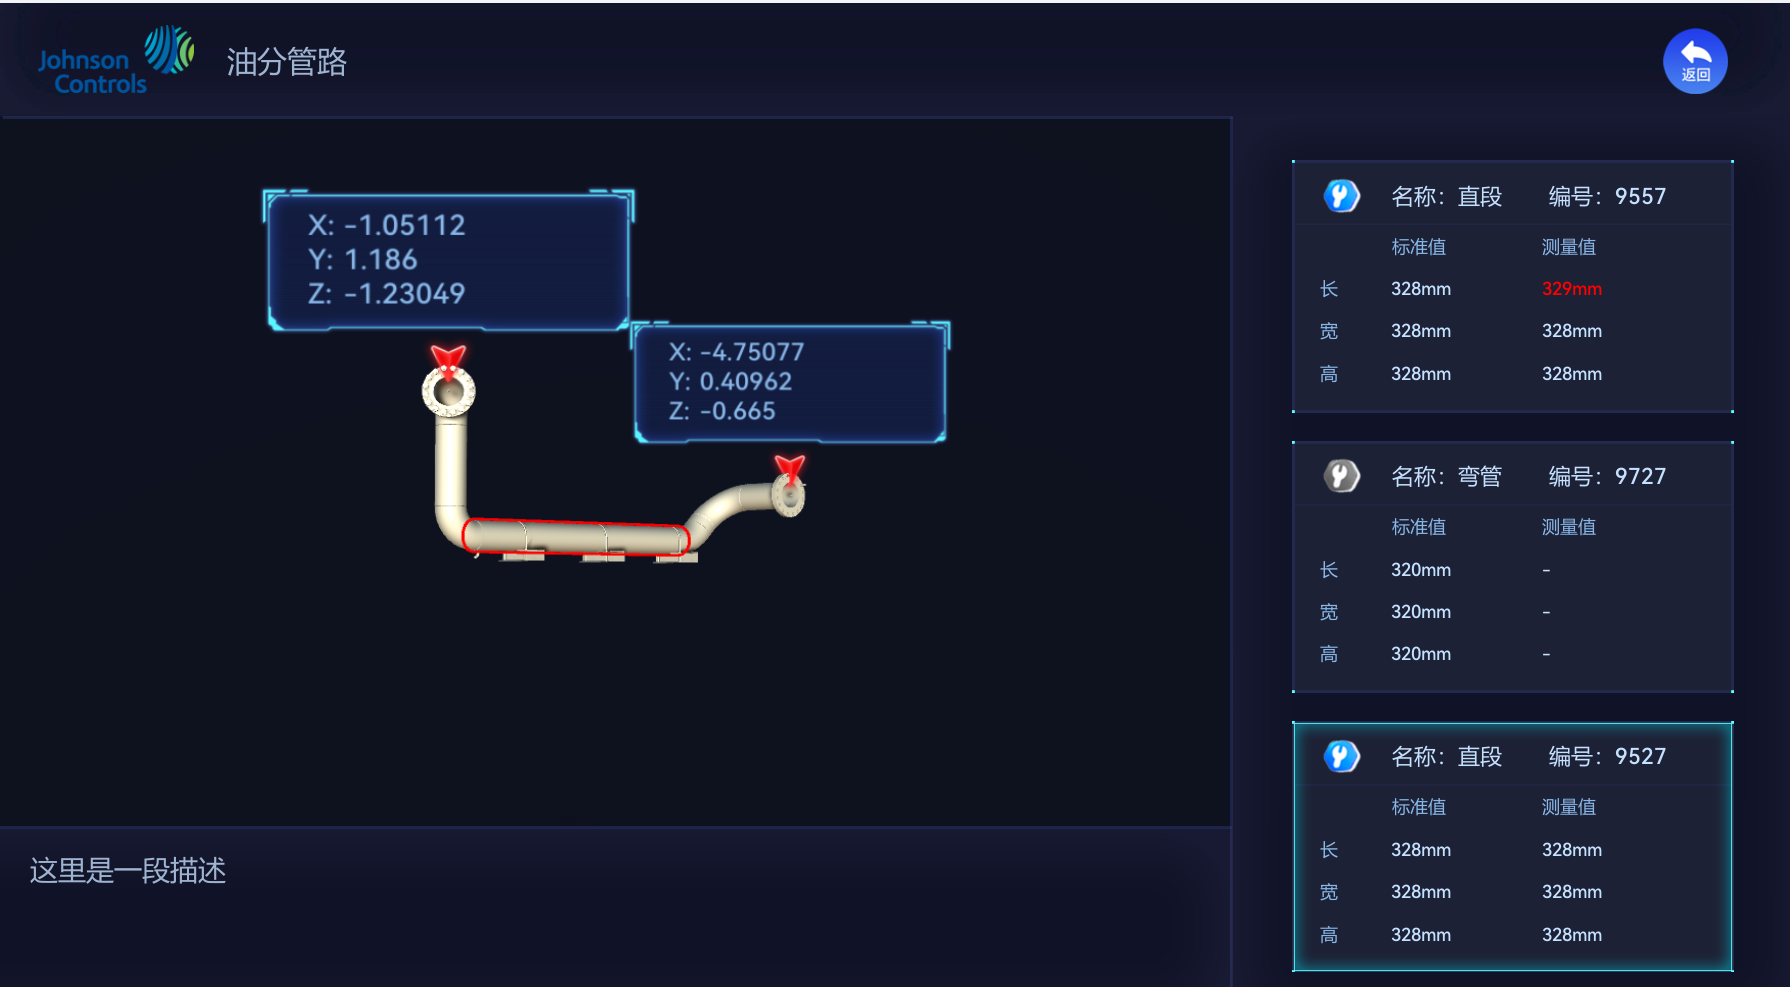 Johnson
Controls
油分管路
返回
X: -1.05112
Y: 1.186
Z: -1.23049
X: -4.75077
Y: 0.40962
Z: -0.665
这里是一段描述
名称：直段 编号：9557
标准值 测量值
长 328mm 329mm
宽 328mm 328mm
高 328mm 328mm
名称：弯管 编号：9727
标准值 测量值
长 320mm -
宽 320mm -
高 320mm -
名称：直段 编号：9527
标准值 测量值
长 328mm 328mm
宽 328mm 328mm
高 328mm 328mm